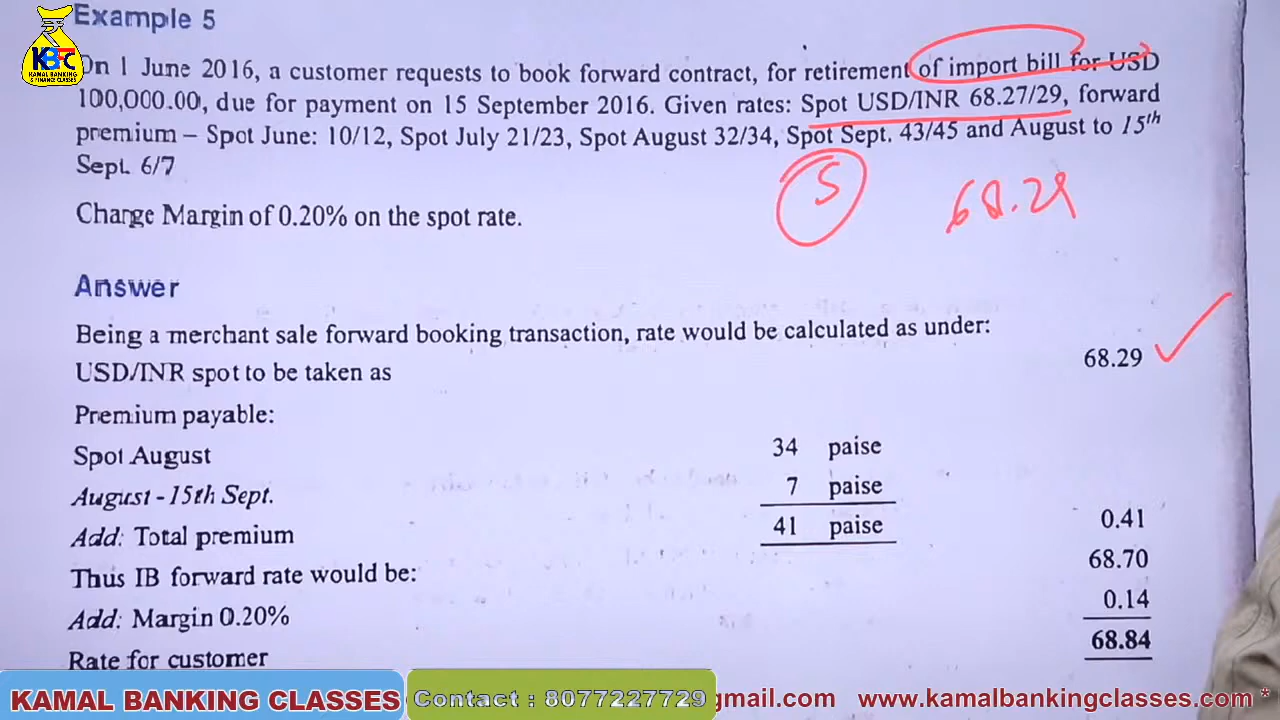 Example 5
KBFC
KAMAL BANKING
& FINANCE CLASSES
On 1 June 2016, a customer requests to book forward contract, for retirement of import bill for USD
100,000.00, due for payment on 15 September 2016. Given rates: Spot USD/INR 68.27/29, forward
premium – Spot June: 10/12, Spot July 21/23, Spot August 32/34, Spot Sept. 43/45 and August to 15th
Sept. 6/7
S 68.29
Charge Margin of 0.20% on the spot rate.
Answer
Being a merchant sale forward booking transaction, rate would be calculated as under:
USD/INR spot to be taken as 68.29
Premium payable:
Spot August 34 paise
August - 15th Sept. 7 paise
Add: Total premium 41 paise 0.41
Thus IB forward rate would be: 68.70
Add: Margin 0.20% 0.14
Rate for customer 68.84
KAMAL BANKING CLASSES Contact : 8077227729 gmail.com www.kamalbankingclasses.com *